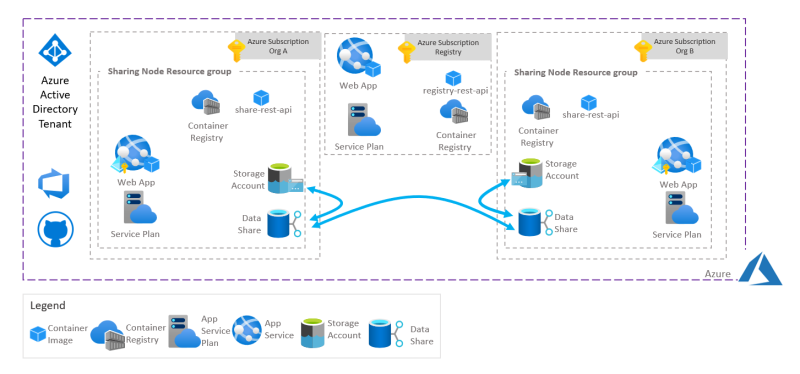 Azure
Active
Directory
Tenant
Azure Subscription
Org A
Sharing Node Resource group
share-rest-api
Container
Registry
Web App
Service Plan
Storage
Account
Data
Share
Azure Subscription
Registry
Web App
registry-rest-api
Service Plan
Container
Registry
Azure Subscription
Org B
Sharing Node Resource group
share-rest-api
Container
Registry
Storage
Account
Web App
Data
Share
Service Plan
Azure
Legend
Container
Image
Container
Registry
App
Service
Plan
App
Service
Storage
Account
Data
Share